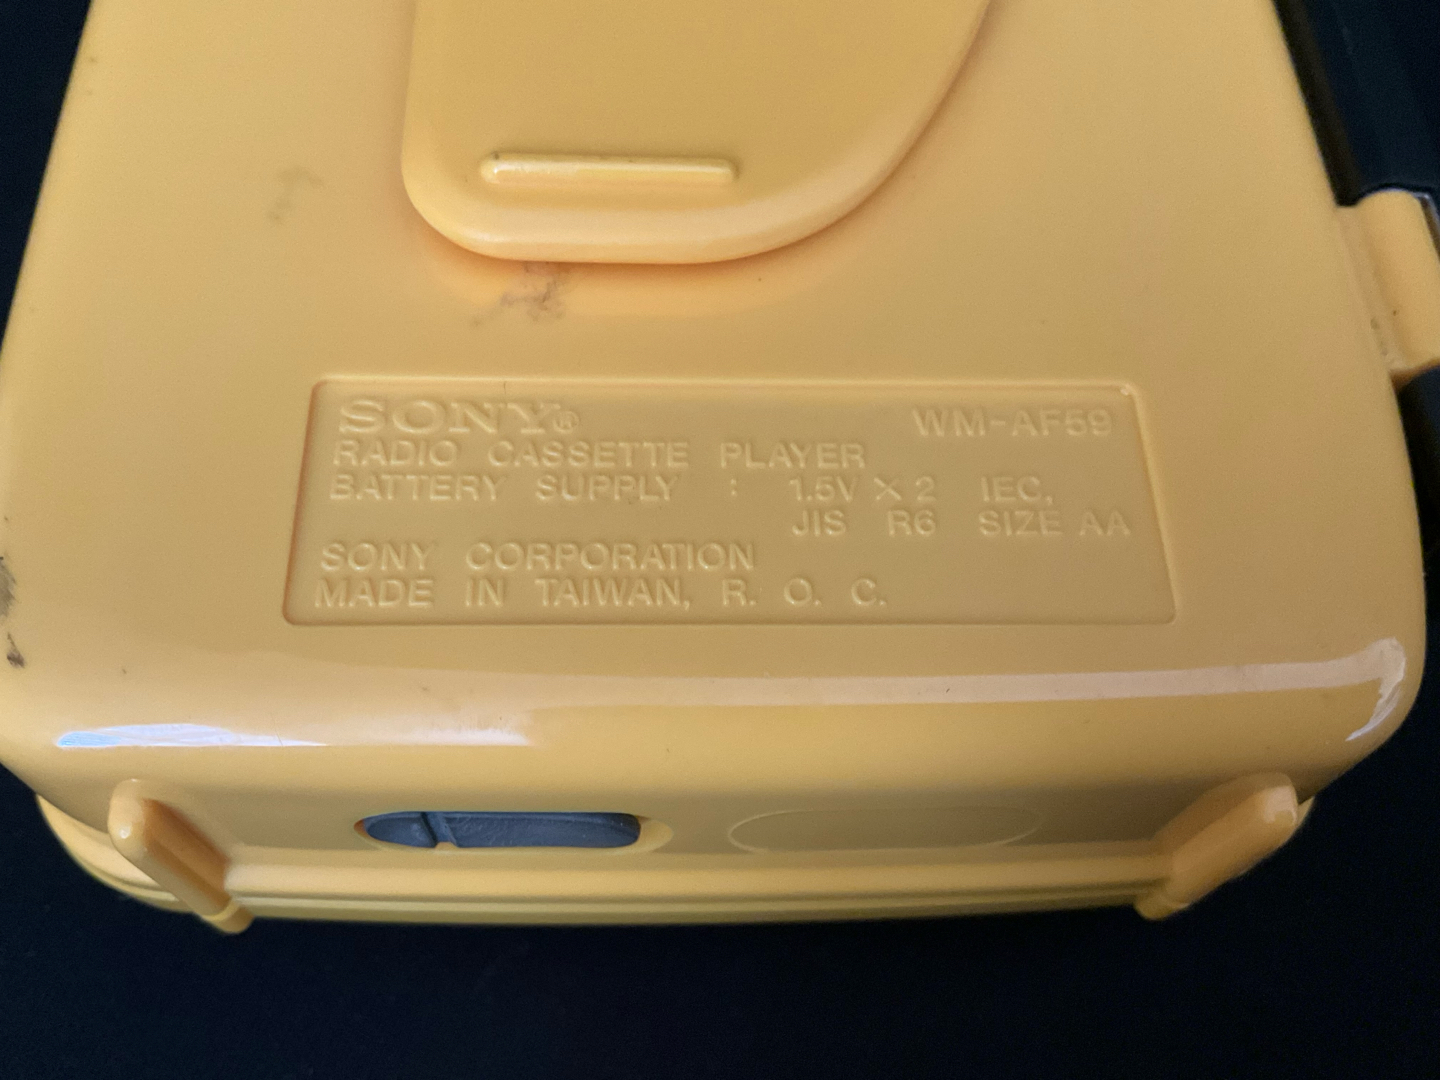 SONY® WM-AF59
RADIO CASSETTE PLAYER
BATTERY SUPPLY : 1.5V × 2 IEC,
JIS R6 SIZE AA
SONY CORPORATION
MADE IN TAIWAN, R. O. C.